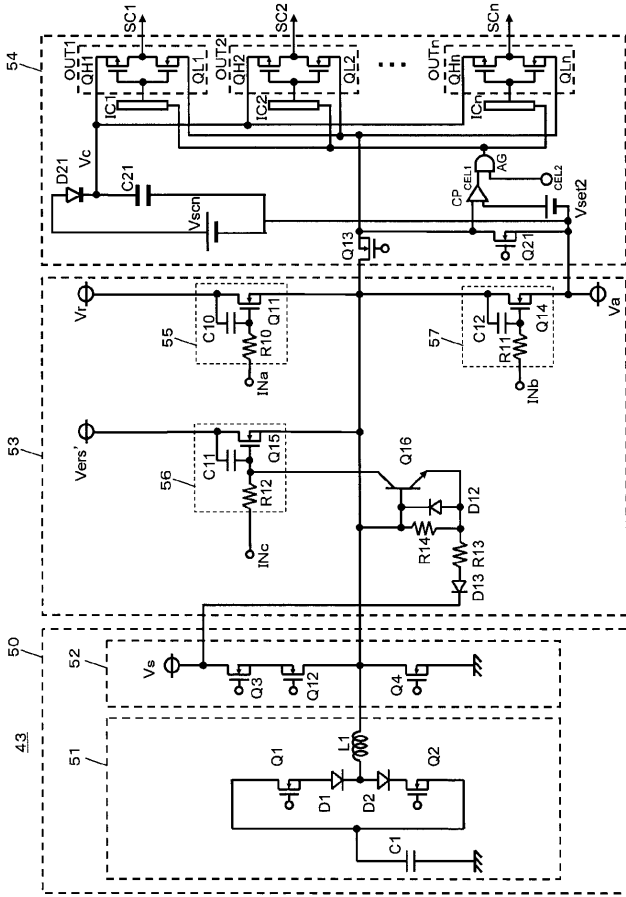 43
50
51
C1
D1
D2
Q1
Q2
L1
52
Vs
Q3
Q12
Q4
53
Vers'
56
C11
Q15
R12
INc
Q16
D12
R14
R13
D13
Vr
55
C10
Q11
R10
INa
57
C12
Q14
R11
INb
Va
54
D21
Vc
C21
Vscn
Q13
Q21
Vset2
CP
CEL1
AG
CEL2
OUT1
QH1
QL1
IC1
SC1
OUT2
QH2
QL2
IC2
SC2
• • •
OUTn
QHn
QLn
ICn
SCn